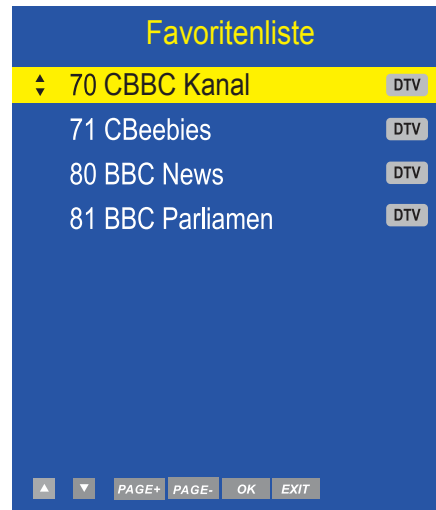 Favoritenliste
70 CBBC Kanal DTV
71 CBeebies DTV
80 BBC News DTV
81 BBC Parliamen DTV
PAGE+ PAGE- OK EXIT